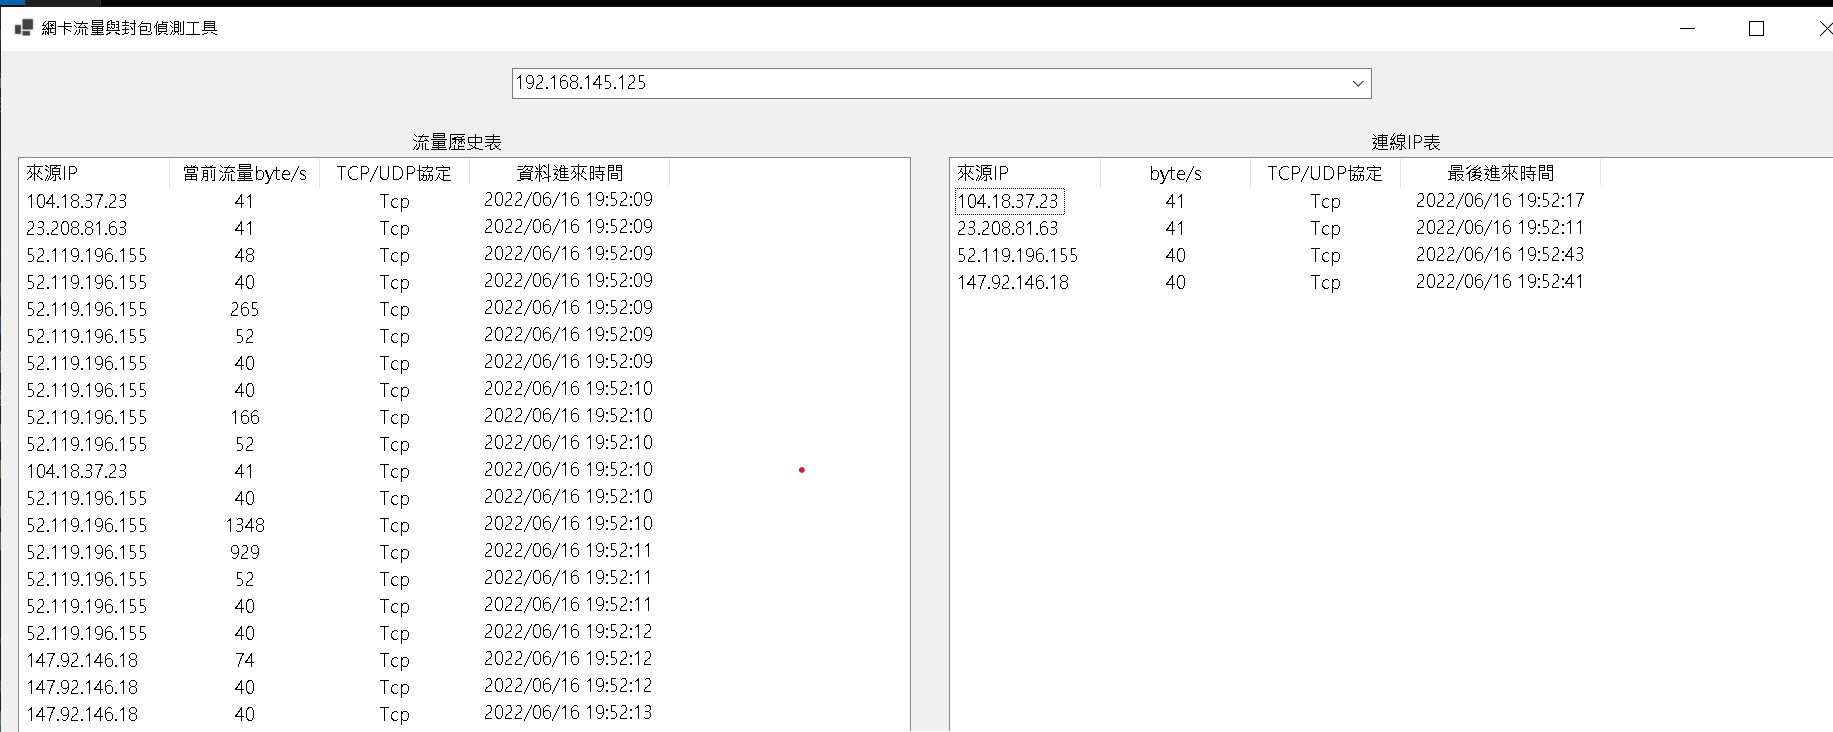 網卡流量與封包偵測工具
192.168.145.125
流量歷史表
來源IP 當前流量byte/s TCP/UDP協定 資料進來時間
104.18.37.23 41 Tcp 2022/06/16 19:52:09
23.208.81.63 41 Tcp 2022/06/16 19:52:09
52.119.196.155 48 Tcp 2022/06/16 19:52:09
52.119.196.155 40 Tcp 2022/06/16 19:52:09
52.119.196.155 265 Tcp 2022/06/16 19:52:09
52.119.196.155 52 Tcp 2022/06/16 19:52:09
52.119.196.155 40 Tcp 2022/06/16 19:52:09
52.119.196.155 40 Tcp 2022/06/16 19:52:10
52.119.196.155 166 Tcp 2022/06/16 19:52:10
52.119.196.155 52 Tcp 2022/06/16 19:52:10
104.18.37.23 41 Tcp 2022/06/16 19:52:10
52.119.196.155 40 Tcp 2022/06/16 19:52:10
52.119.196.155 1348 Tcp 2022/06/16 19:52:10
52.119.196.155 929 Tcp 2022/06/16 19:52:11
52.119.196.155 52 Tcp 2022/06/16 19:52:11
52.119.196.155 40 Tcp 2022/06/16 19:52:11
52.119.196.155 40 Tcp 2022/06/16 19:52:12
147.92.146.18 74 Tcp 2022/06/16 19:52:12
147.92.146.18 40 Tcp 2022/06/16 19:52:12
147.92.146.18 40 Tcp 2022/06/16 19:52:13
連線IP表
來源IP byte/s TCP/UDP協定 最後進來時間
104.18.37.23 41 Tcp 2022/06/16 19:52:17
23.208.81.63 41 Tcp 2022/06/16 19:52:11
52.119.196.155 40 Tcp 2022/06/16 19:52:43
147.92.146.18 40 Tcp 2022/06/16 19:52:41